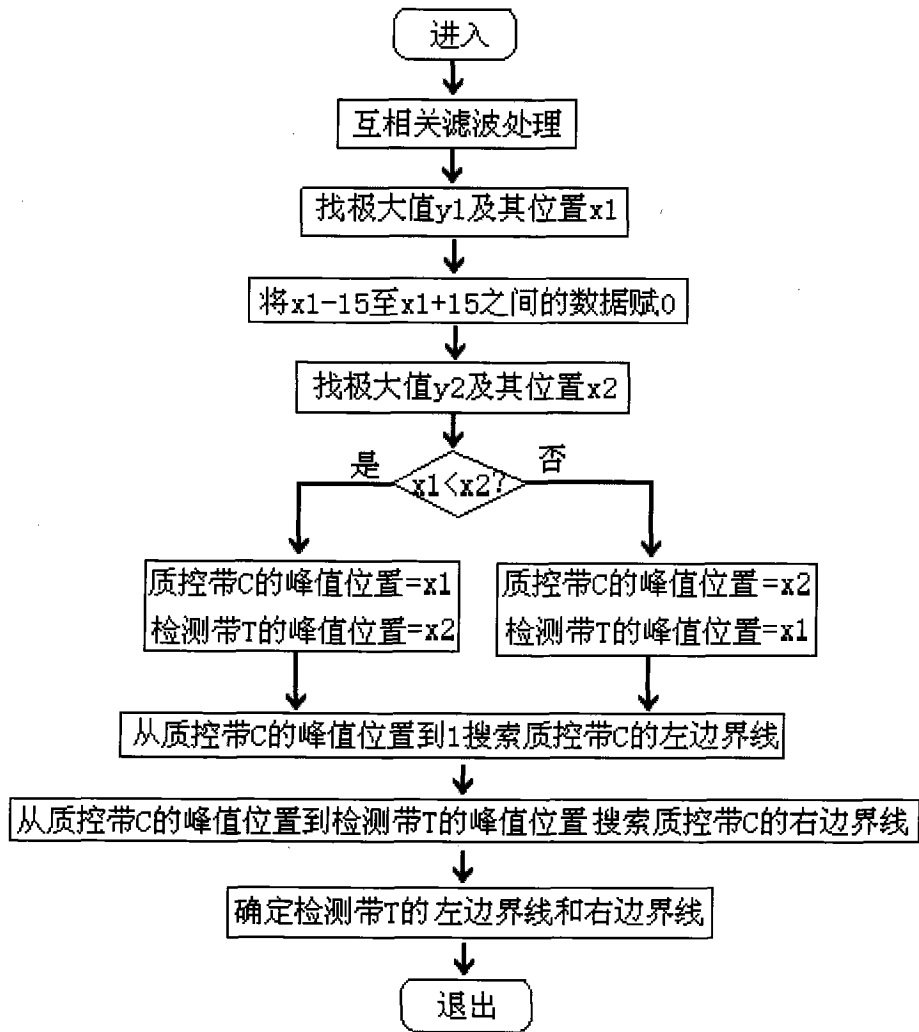 进入
互相关滤波处理
找极大值y1及其位置x1
将x1-15至x1+15之间的数据赋0
找极大值y2及其位置x2
是
否
x1<x2?
质控带C的峰值位置=x1
检测带T的峰值位置=x2
质控带C的峰值位置=x2
检测带T的峰值位置=x1
从质控带C的峰值位置到1搜索质控带C的左边界线
从质控带C的峰值位置到检测带T的峰值位置搜索质控带C的右边界线
确定检测带T的左边界线和右边界线
退出